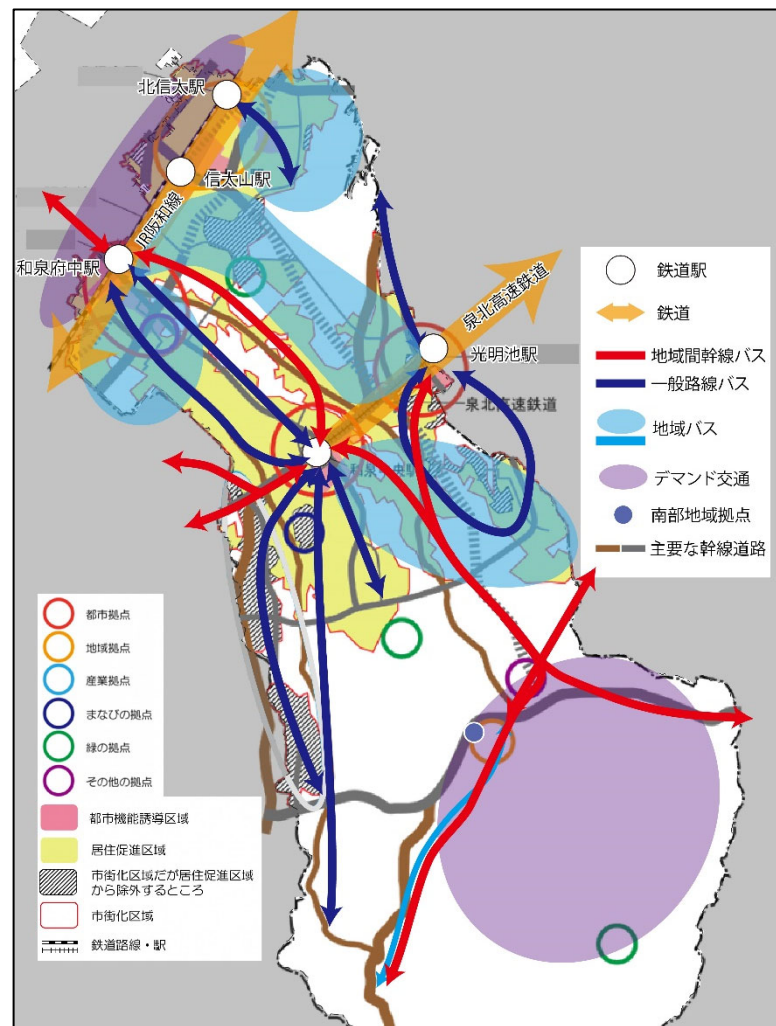 北信太駅
信太山駅
JR阪和線
和泉府中駅
泉北高速鉄道
光明池駅
泉北高速鉄道
和泉中央駅
鉄道駅
鉄道
地域間幹線バス
一般路線バス
地域バス
デマンド交通
南部地域拠点
主要な幹線道路
都市拠点
地域拠点
産業拠点
まなびの拠点
緑の拠点
その他の拠点
都市機能誘導区域
居住促進区域
市街化区域だが居住促進区域
から除外するところ
市街化区域
鉄道路線・駅